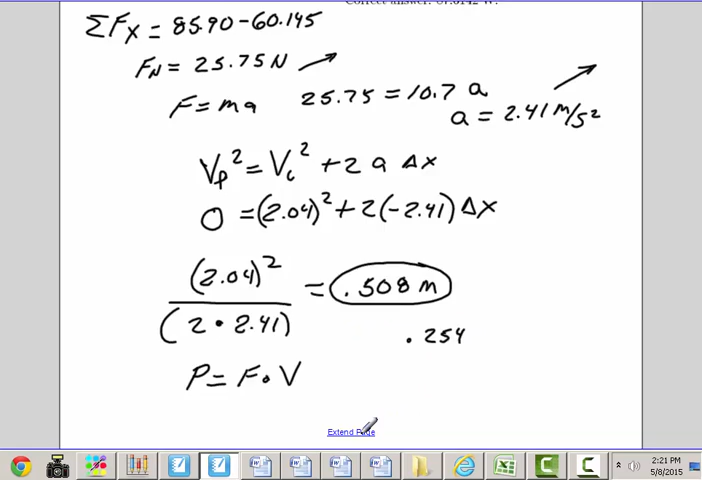 ΣFx = 85.90 - 60.145
FN = 25.75 N
F = ma 25.75 = 10.7 a
a = 2.41 m/s²
Vf² = Vi² + 2 a Δx
0 = (2.04)² + 2(-2.41) Δx
(2.04)²
= .508 m
(2 • 2.41)
.254
P = F • V
Extend Page
2:21 PM
5/8/2015